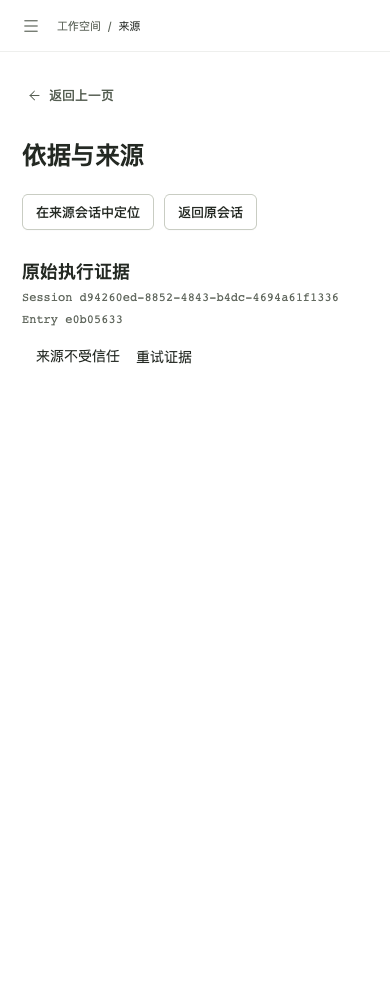 工作空间 / 来源
返回上一页
依据与来源
在来源会话中定位 返回原会话
原始执行证据
Session d94260ed-8852-4843-b4dc-4694a61f1336
Entry e0b05633
来源不受信任 重试证据